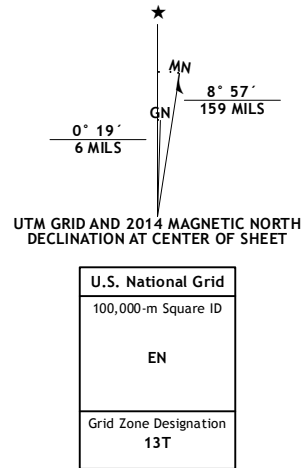 ★
MN
8° 57´
159 MILS
GN
0° 19´
6 MILS
UTM GRID AND 2014 MAGNETIC NORTH
DECLINATION AT CENTER OF SHEET
U.S. National Grid
100,000-m Square ID
EN
Grid Zone Designation
13T